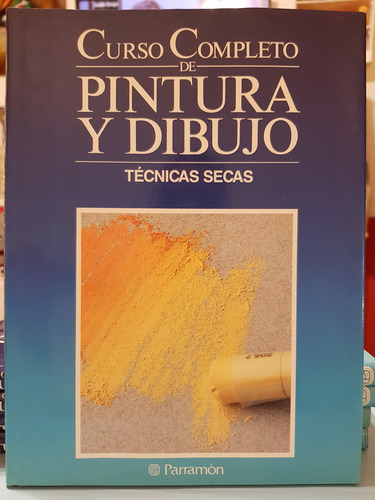 CURSO COMPLETO
DE
PINTURA
Y DIBUJO
TÉCNICAS SECAS
Parramón